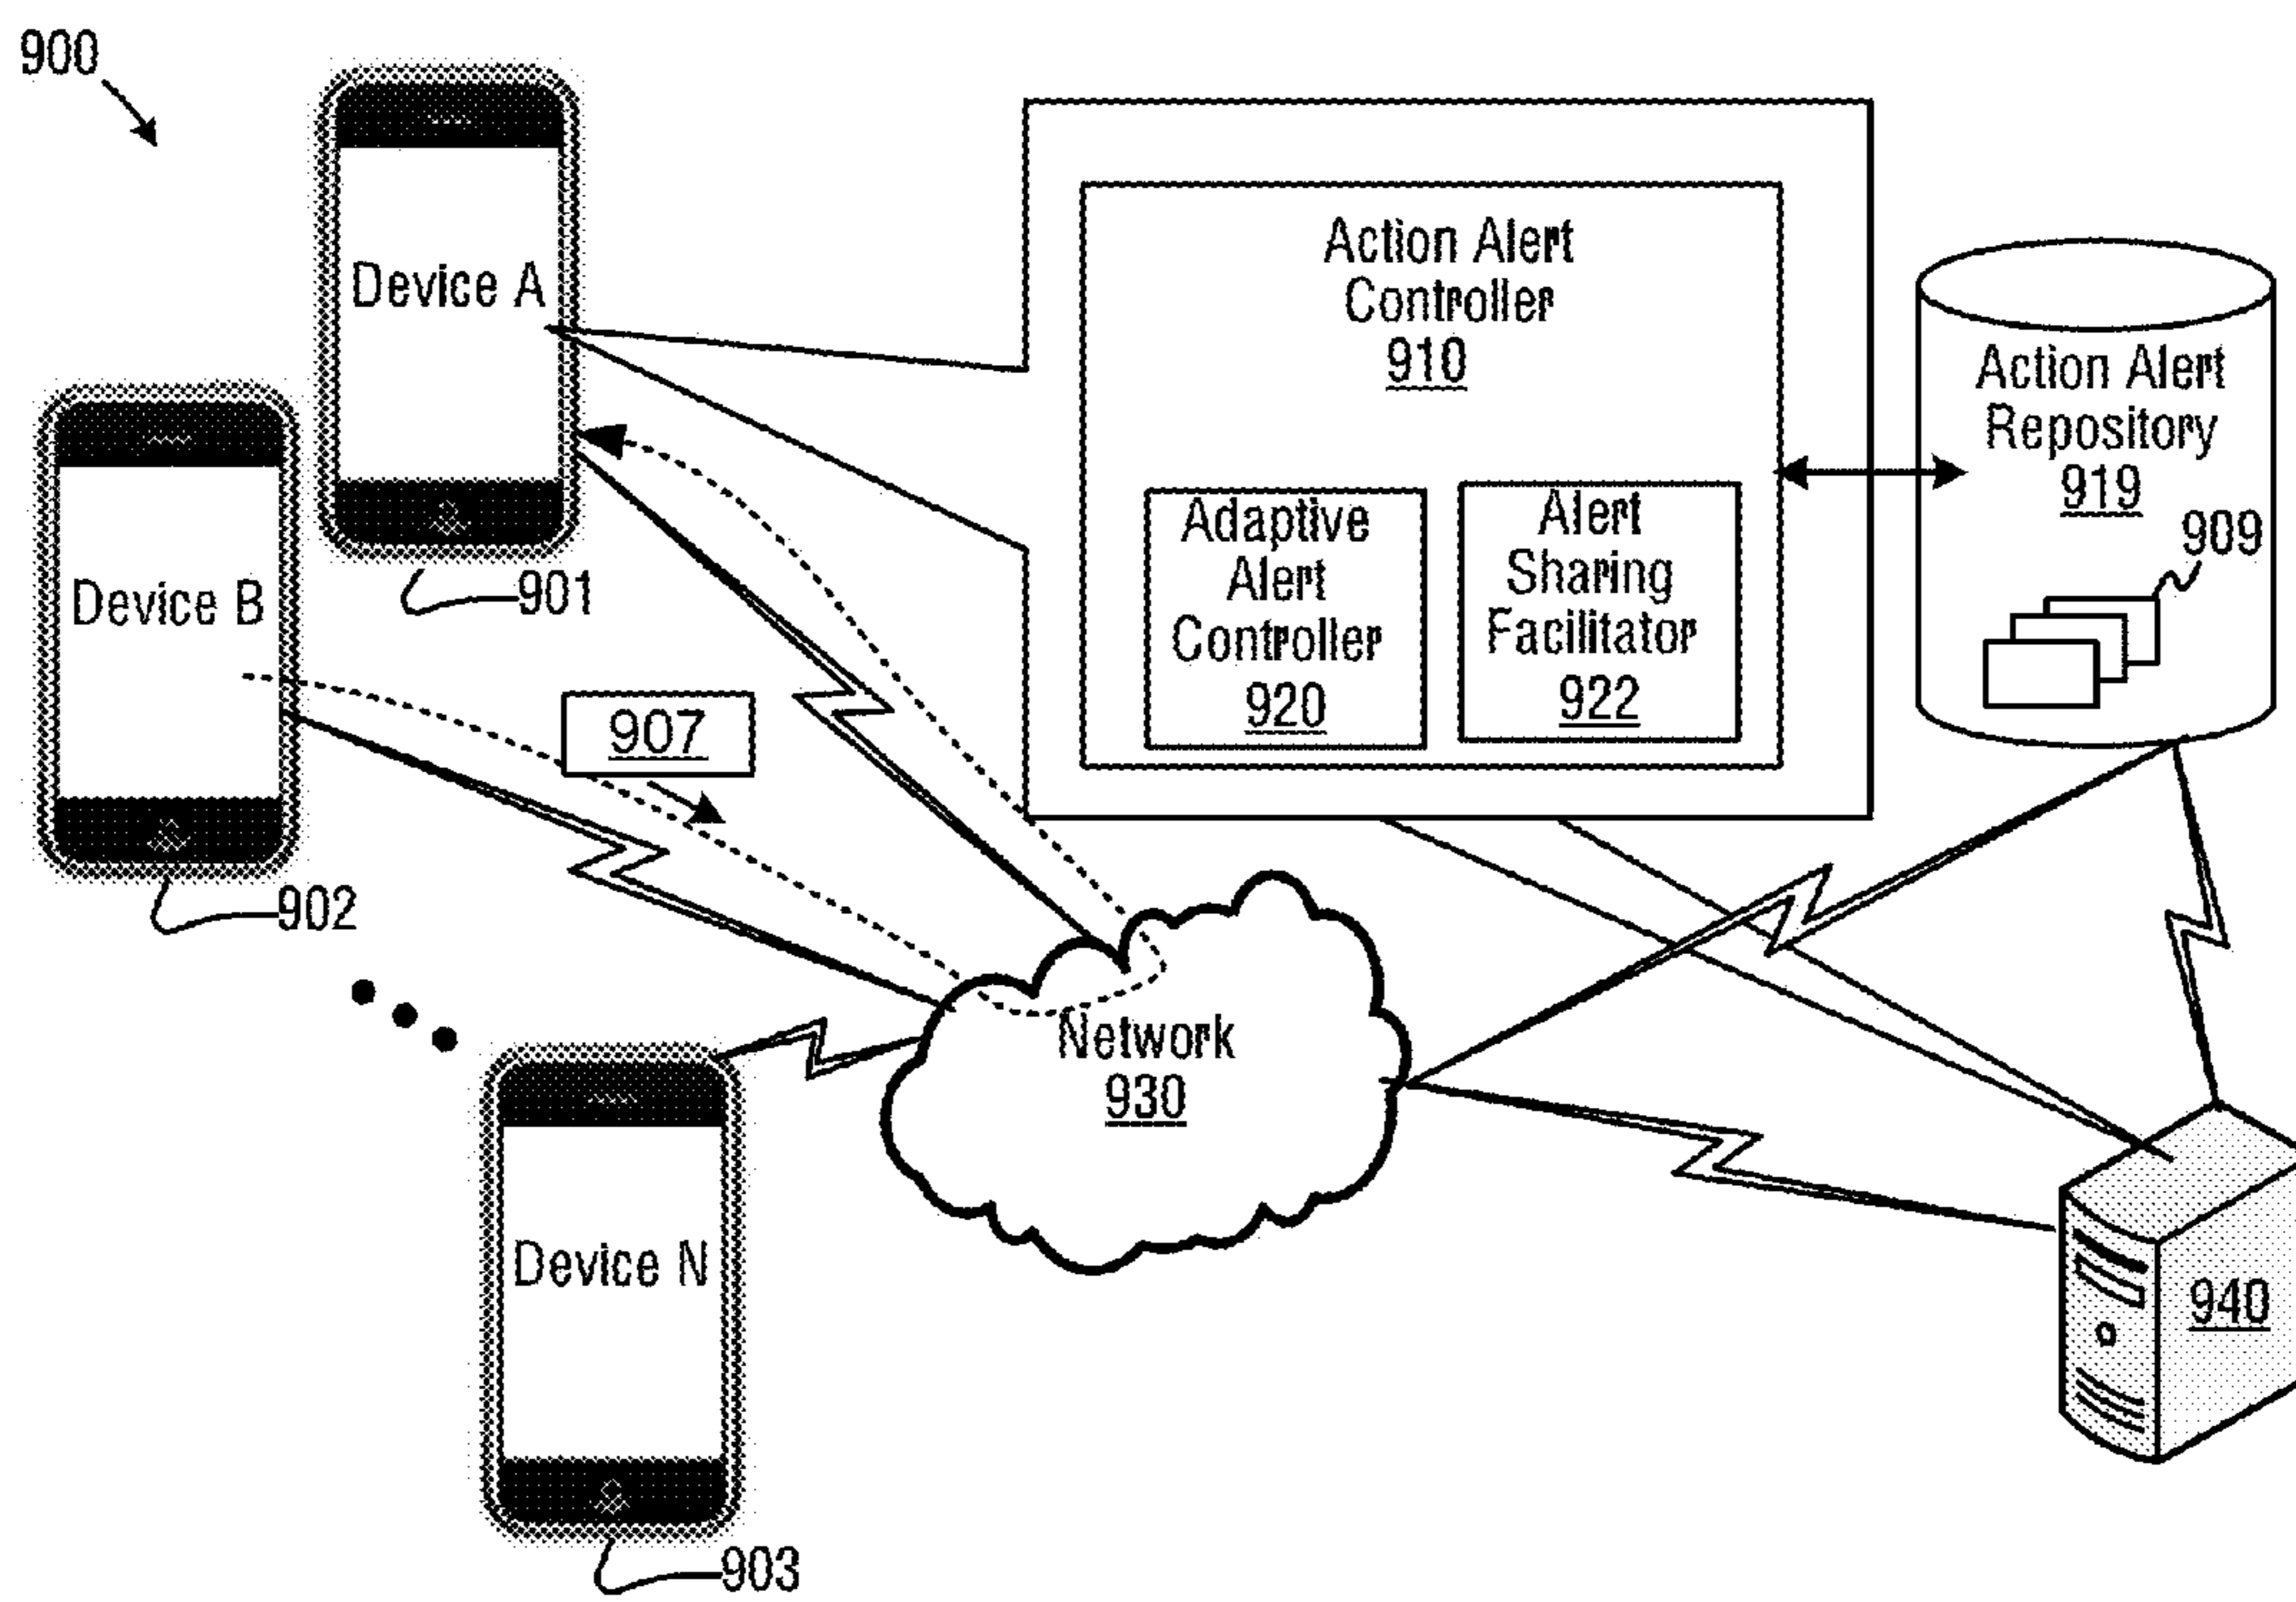 900
Device A
901
Device B
902
Device N
903
907
Action Alert
Controller
910
Adaptive
Alert
Controller
920
Alert
Sharing
Facilitator
922
Action Alert
Repository
919
909
Network
930
940